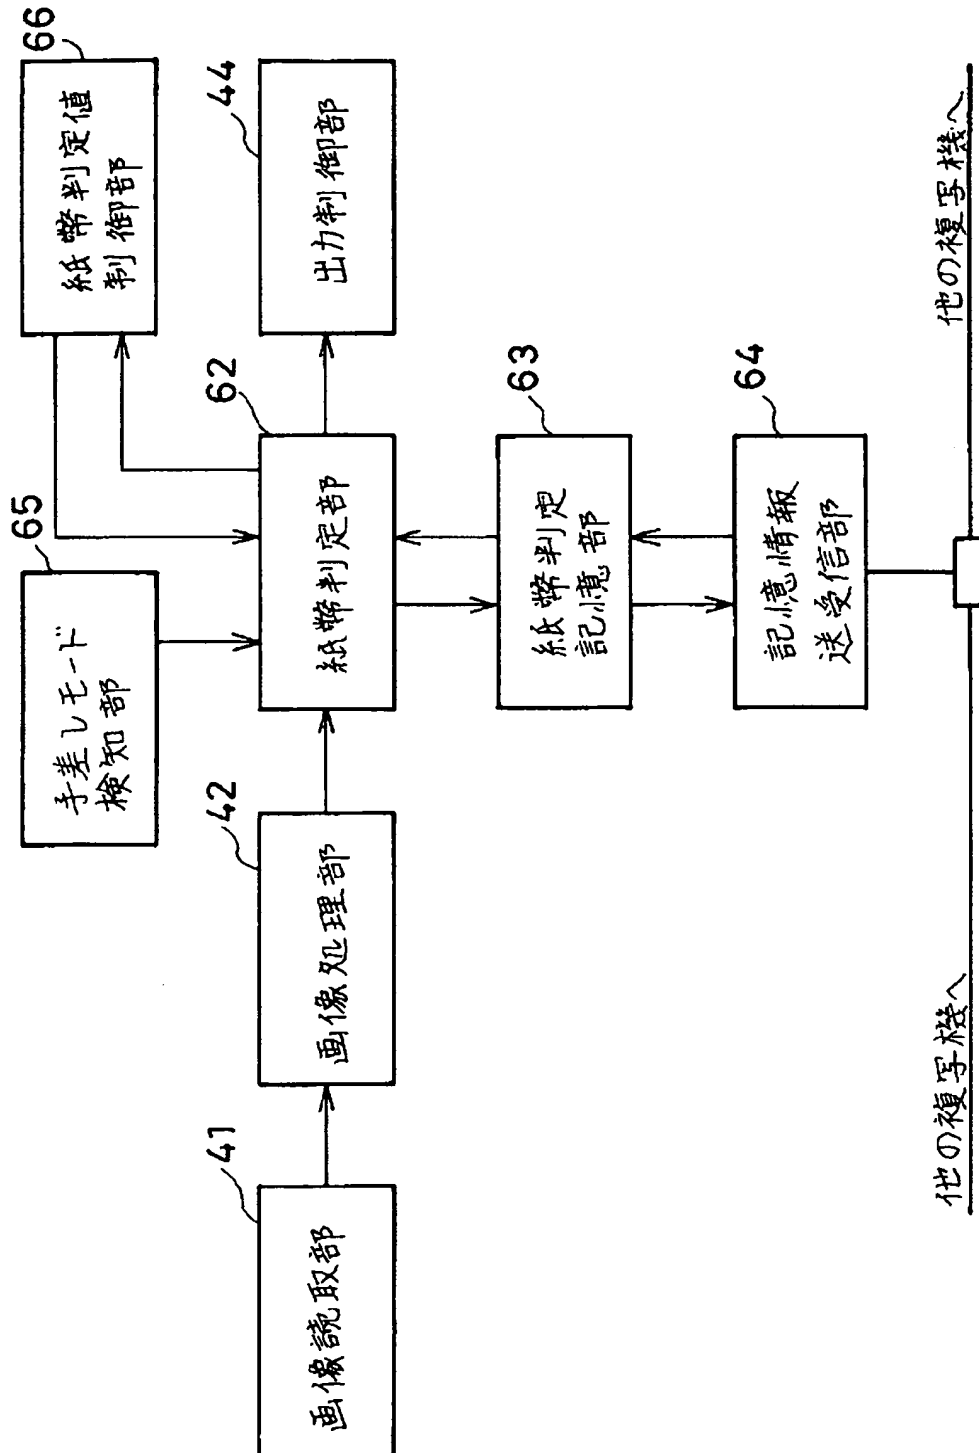 手差しモード
検知部
65
紙幣判定値
制御部
66
画像読取部
41
画像処理部
42
紙幣判定部
62
出力制御部
44
紙幣判定
記憶部
63
記憶情報
送受信部
64
他の複写機へ
他の複写機へ